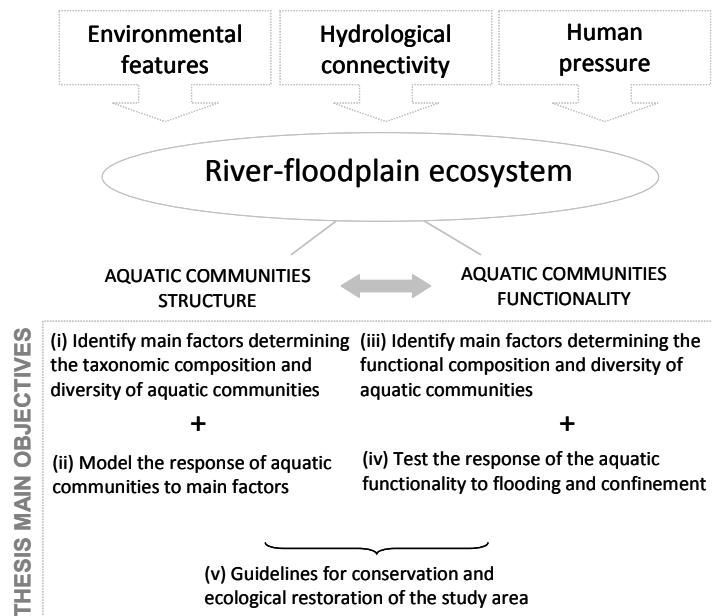 Environmental
features
Hydrological
connectivity
Human
pressure
River-floodplain ecosystem
AQUATIC COMMUNITIES
STRUCTURE
AQUATIC COMMUNITIES
FUNCTIONALITY
THESIS MAIN OBJECTIVES
(i) Identify main factors determining
the taxonomic composition and
diversity of aquatic communities
+
(ii) Model the response of aquatic
communities to main factors
(iii) Identify main factors determining the
functional composition and diversity of
aquatic communities
+
(iv) Test the response of the aquatic
functionality to flooding and confinement
(v) Guidelines for conservation and
ecological restoration of the study area